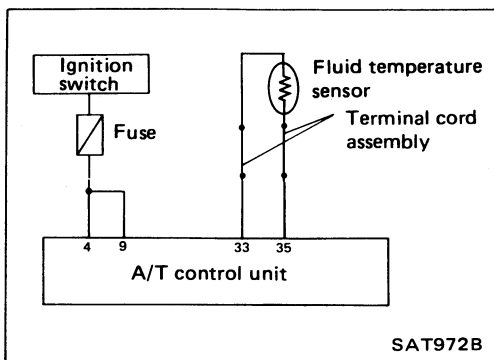 Ignition
switch
Fuse
Fluid temperature
sensor
Terminal cord
assembly
4 9 33 35
A/T control unit
SAT972B